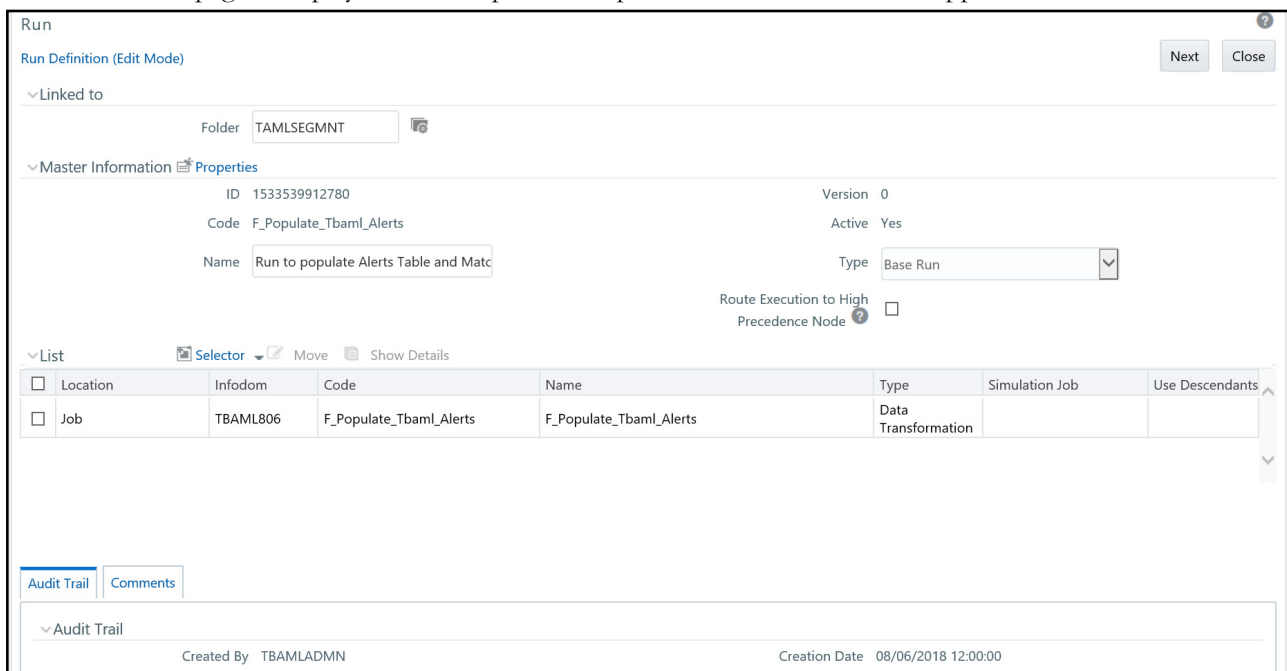 Run
Run Definition (Edit Mode)
Next Close
Linked to
Folder TAMLSEGMNT
Master Information Properties
ID 1533539912780 Version 0
Code F_Populate_Tbaml_Alerts Active Yes
Name Run to populate Alerts Table and Matc Type Base Run
Route Execution to High
Precedence Node
List Selector Move Show Details
Location Infodom Code Name Type Simulation Job Use Descendants
Job TBAML806 F_Populate_Tbaml_Alerts F_Populate_Tbaml_Alerts Data
Transformation
Audit Trail Comments
Audit Trail
Created By TBAMLADMN Creation Date 08/06/2018 12:00:00